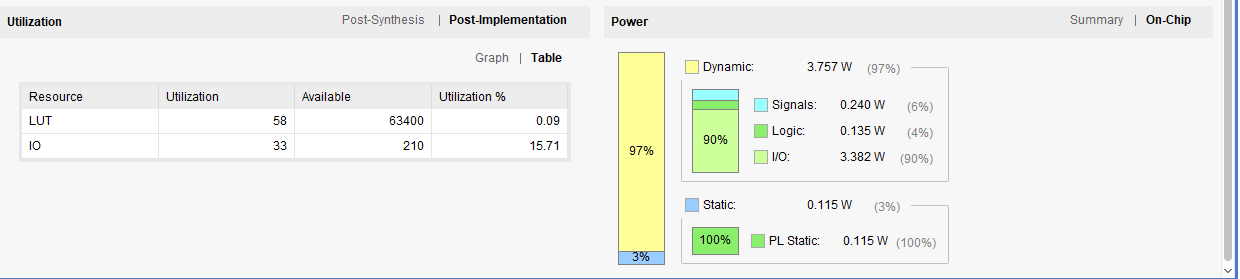 Utilization Post-Synthesis | Post-Implementation
Graph | Table
Resource Utilization Available Utilization %
LUT 58 63400 0.09
IO 33 210 15.71
Power Summary | On-Chip
97%
3%
Dynamic: 3.757 W (97%)
90%
Signals: 0.240 W (6%)
Logic: 0.135 W (4%)
I/O: 3.382 W (90%)
Static: 0.115 W (3%)
100%
PL Static: 0.115 W (100%)